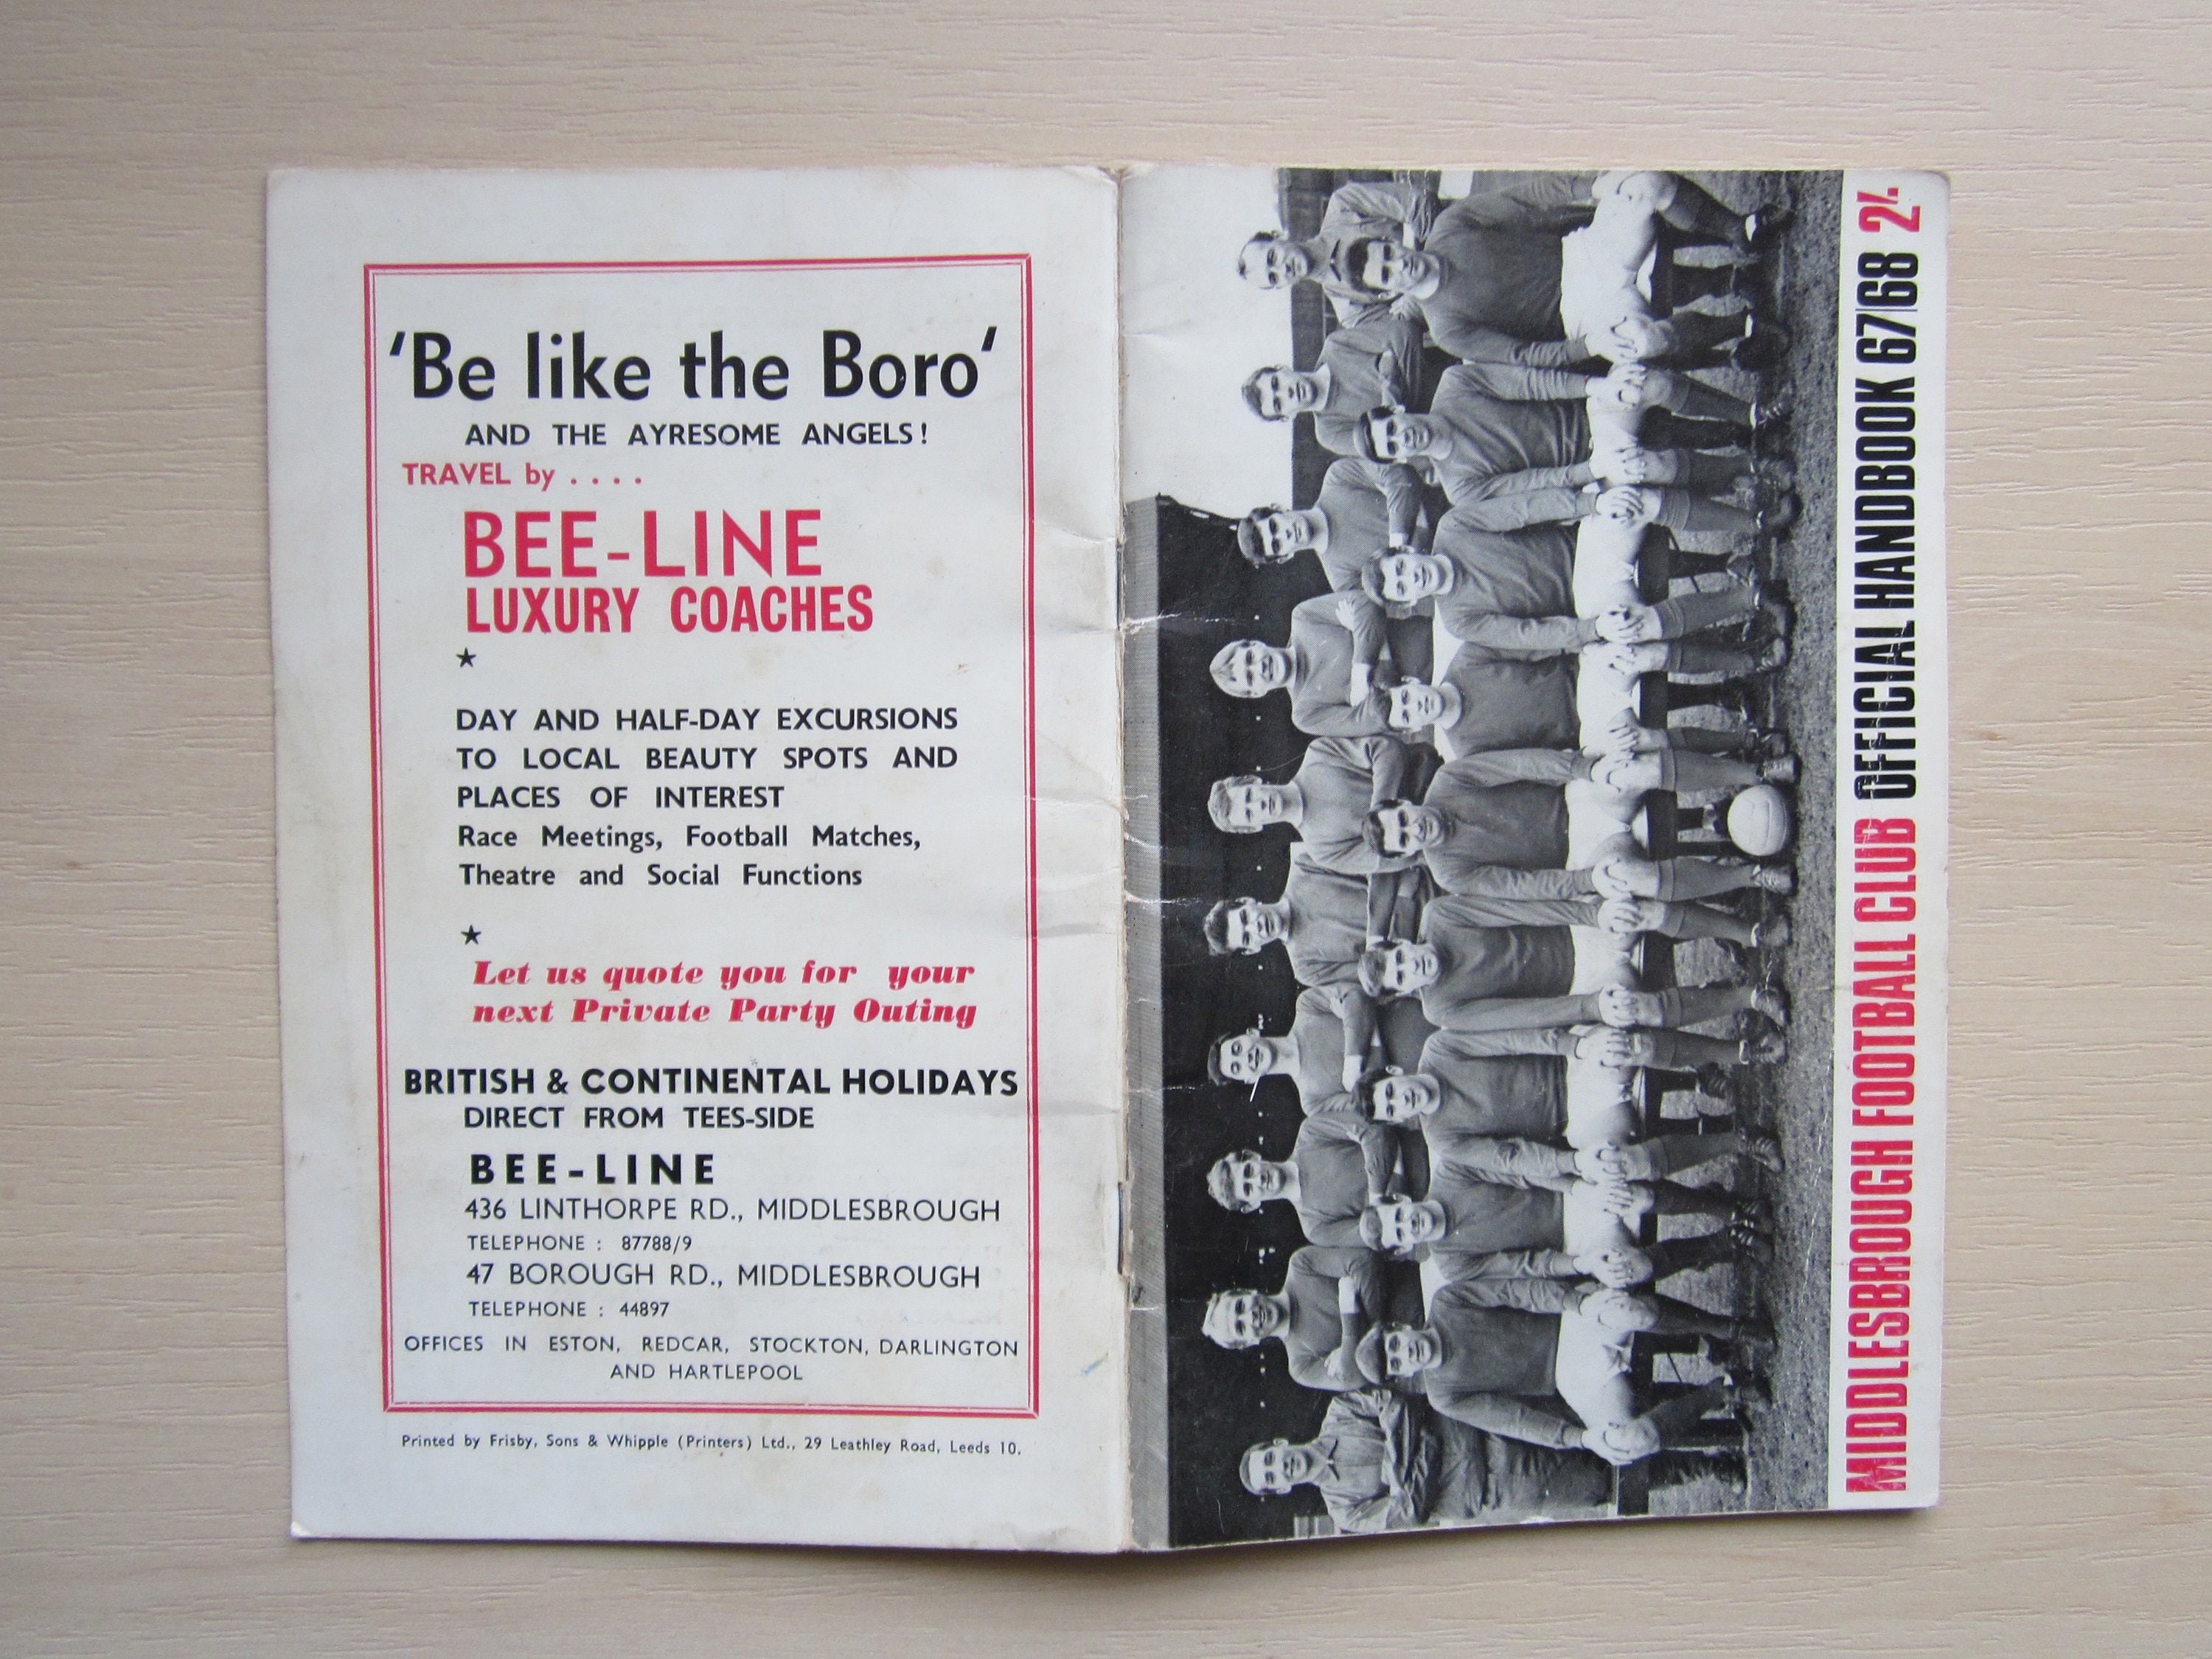 'Be like the Boro'
AND THE AYRESOME ANGELS!
TRAVEL by ....
BEE-LINE
LUXURY COACHES
★
DAY AND HALF-DAY EXCURSIONS
TO LOCAL BEAUTY SPOTS AND
PLACES OF INTEREST
Race Meetings, Football Matches,
Theatre and Social Functions
★
Let us quote you for your
next Private Party Outing
BRITISH & CONTINENTAL HOLIDAYS
DIRECT FROM TEES-SIDE
BEE-LINE
436 LINTHORPE RD., MIDDLESBROUGH
TELEPHONE : 87788/9
47 BOROUGH RD., MIDDLESBROUGH
TELEPHONE : 44897
OFFICES IN ESTON, REDCAR, STOCKTON, DARLINGTON
AND HARTLEPOOL
Printed by Frisby, Sons & Whipple (Printers) Ltd., 29 Leathley Road, Leeds 10.
MIDDLESBROUGH FOOTBALL CLUB OFFICIAL HANDBOOK 67/68 2/-